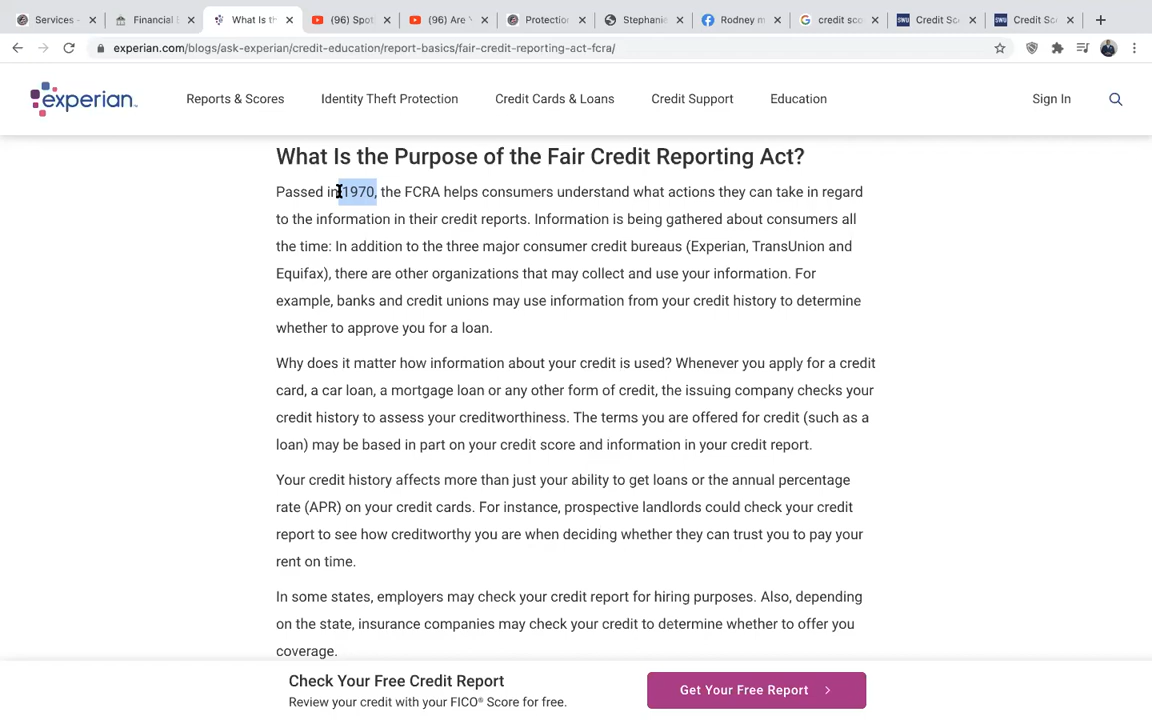 Services -
Financial
What Is th
(96) Spot
(96) Are
Protection
Stephanie
Rodney m
credit sco
Credit Sc
Credit Sc
experian.com/blogs/ask-experian/credit-education/report-basics/fair-credit-reporting-act-fcra/
experian.
Reports & Scores
Identity Theft Protection
Credit Cards & Loans
Credit Support
Education
Sign In
What Is the Purpose of the Fair Credit Reporting Act?
Passed in 1970, the FCRA helps consumers understand what actions they can take in regard
to the information in their credit reports. Information is being gathered about consumers all
the time: In addition to the three major consumer credit bureaus (Experian, TransUnion and
Equifax), there are other organizations that may collect and use your information. For
example, banks and credit unions may use information from your credit history to determine
whether to approve you for a loan.
Why does it matter how information about your credit is used? Whenever you apply for a credit
card, a car loan, a mortgage loan or any other form of credit, the issuing company checks your
credit history to assess your creditworthiness. The terms you are offered for credit (such as a
loan) may be based in part on your credit score and information in your credit report.
Your credit history affects more than just your ability to get loans or the annual percentage
rate (APR) on your credit cards. For instance, prospective landlords could check your credit
report to see how creditworthy you are when deciding whether they can trust you to pay your
rent on time.
In some states, employers may check your credit report for hiring purposes. Also, depending
on the state, insurance companies may check your credit to determine whether to offer you
coverage.
Check Your Free Credit Report
Review your credit with your FICO® Score for free.
Get Your Free Report